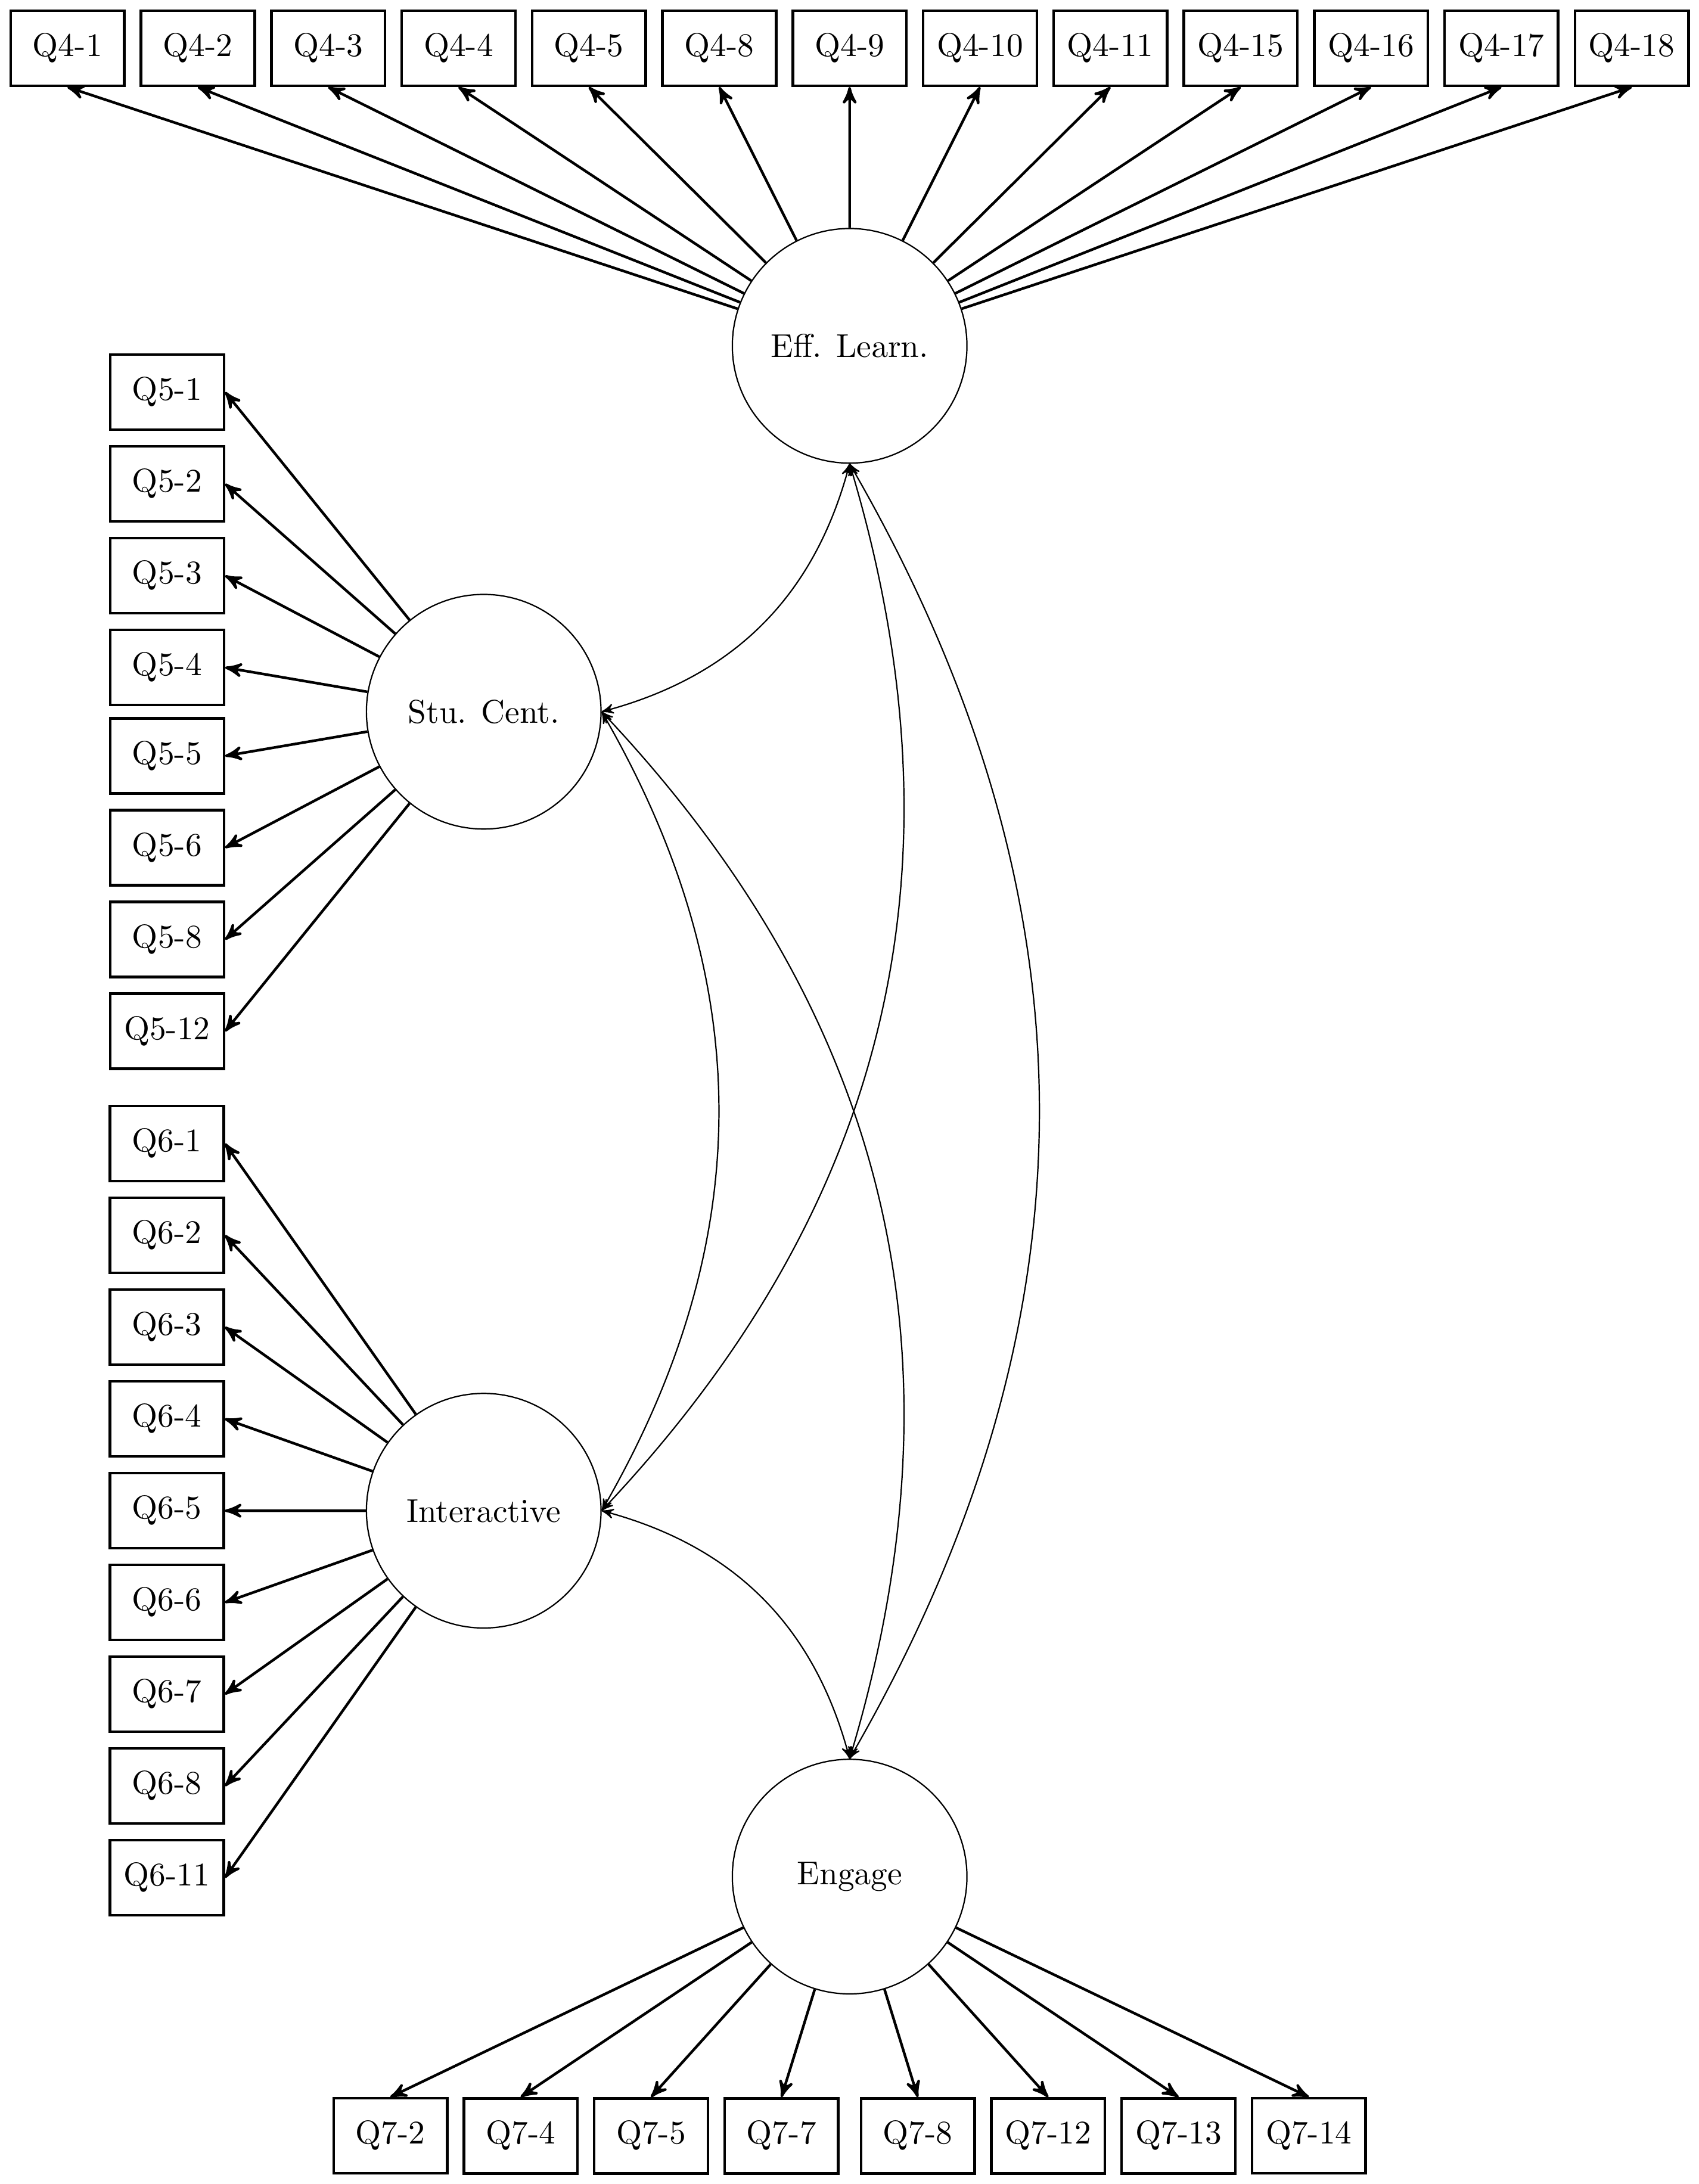 Q4-1 Q4-2 Q4-3 Q4-4 Q4-5 Q4-8 Q4-9 Q4-10 Q4-11 Q4-15 Q4-16 Q4-17 Q4-18
Eff. Learn.
Q5-1
Q5-2
Q5-3
Q5-4
Stu. Cent.
Q5-5
Q5-6
Q5-8
Q5-12
Q6-1
Q6-2
Q6-3
Q6-4
Q6-5
Interactive
Q6-6
Q6-7
Q6-8
Q6-11
Engage
Q7-2 Q7-4 Q7-5 Q7-7 Q7-8 Q7-12 Q7-13 Q7-14